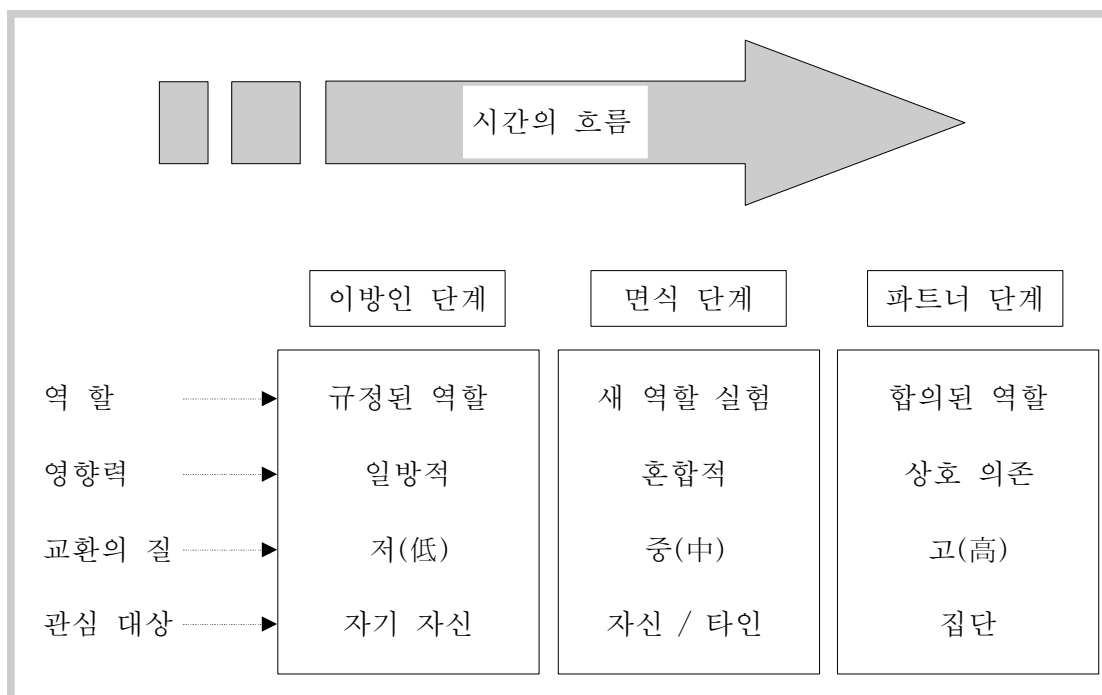 시간의 흐름
이방인 단계 면식 단계 파트너 단계
역 할 규정된 역할 새 역할 실험 합의된 역할
영향력 일방적 혼합적 상호 의존
교환의 질 저(低) 중(中) 고(高)
관심 대상 자기 자신 자신 / 타인 집단